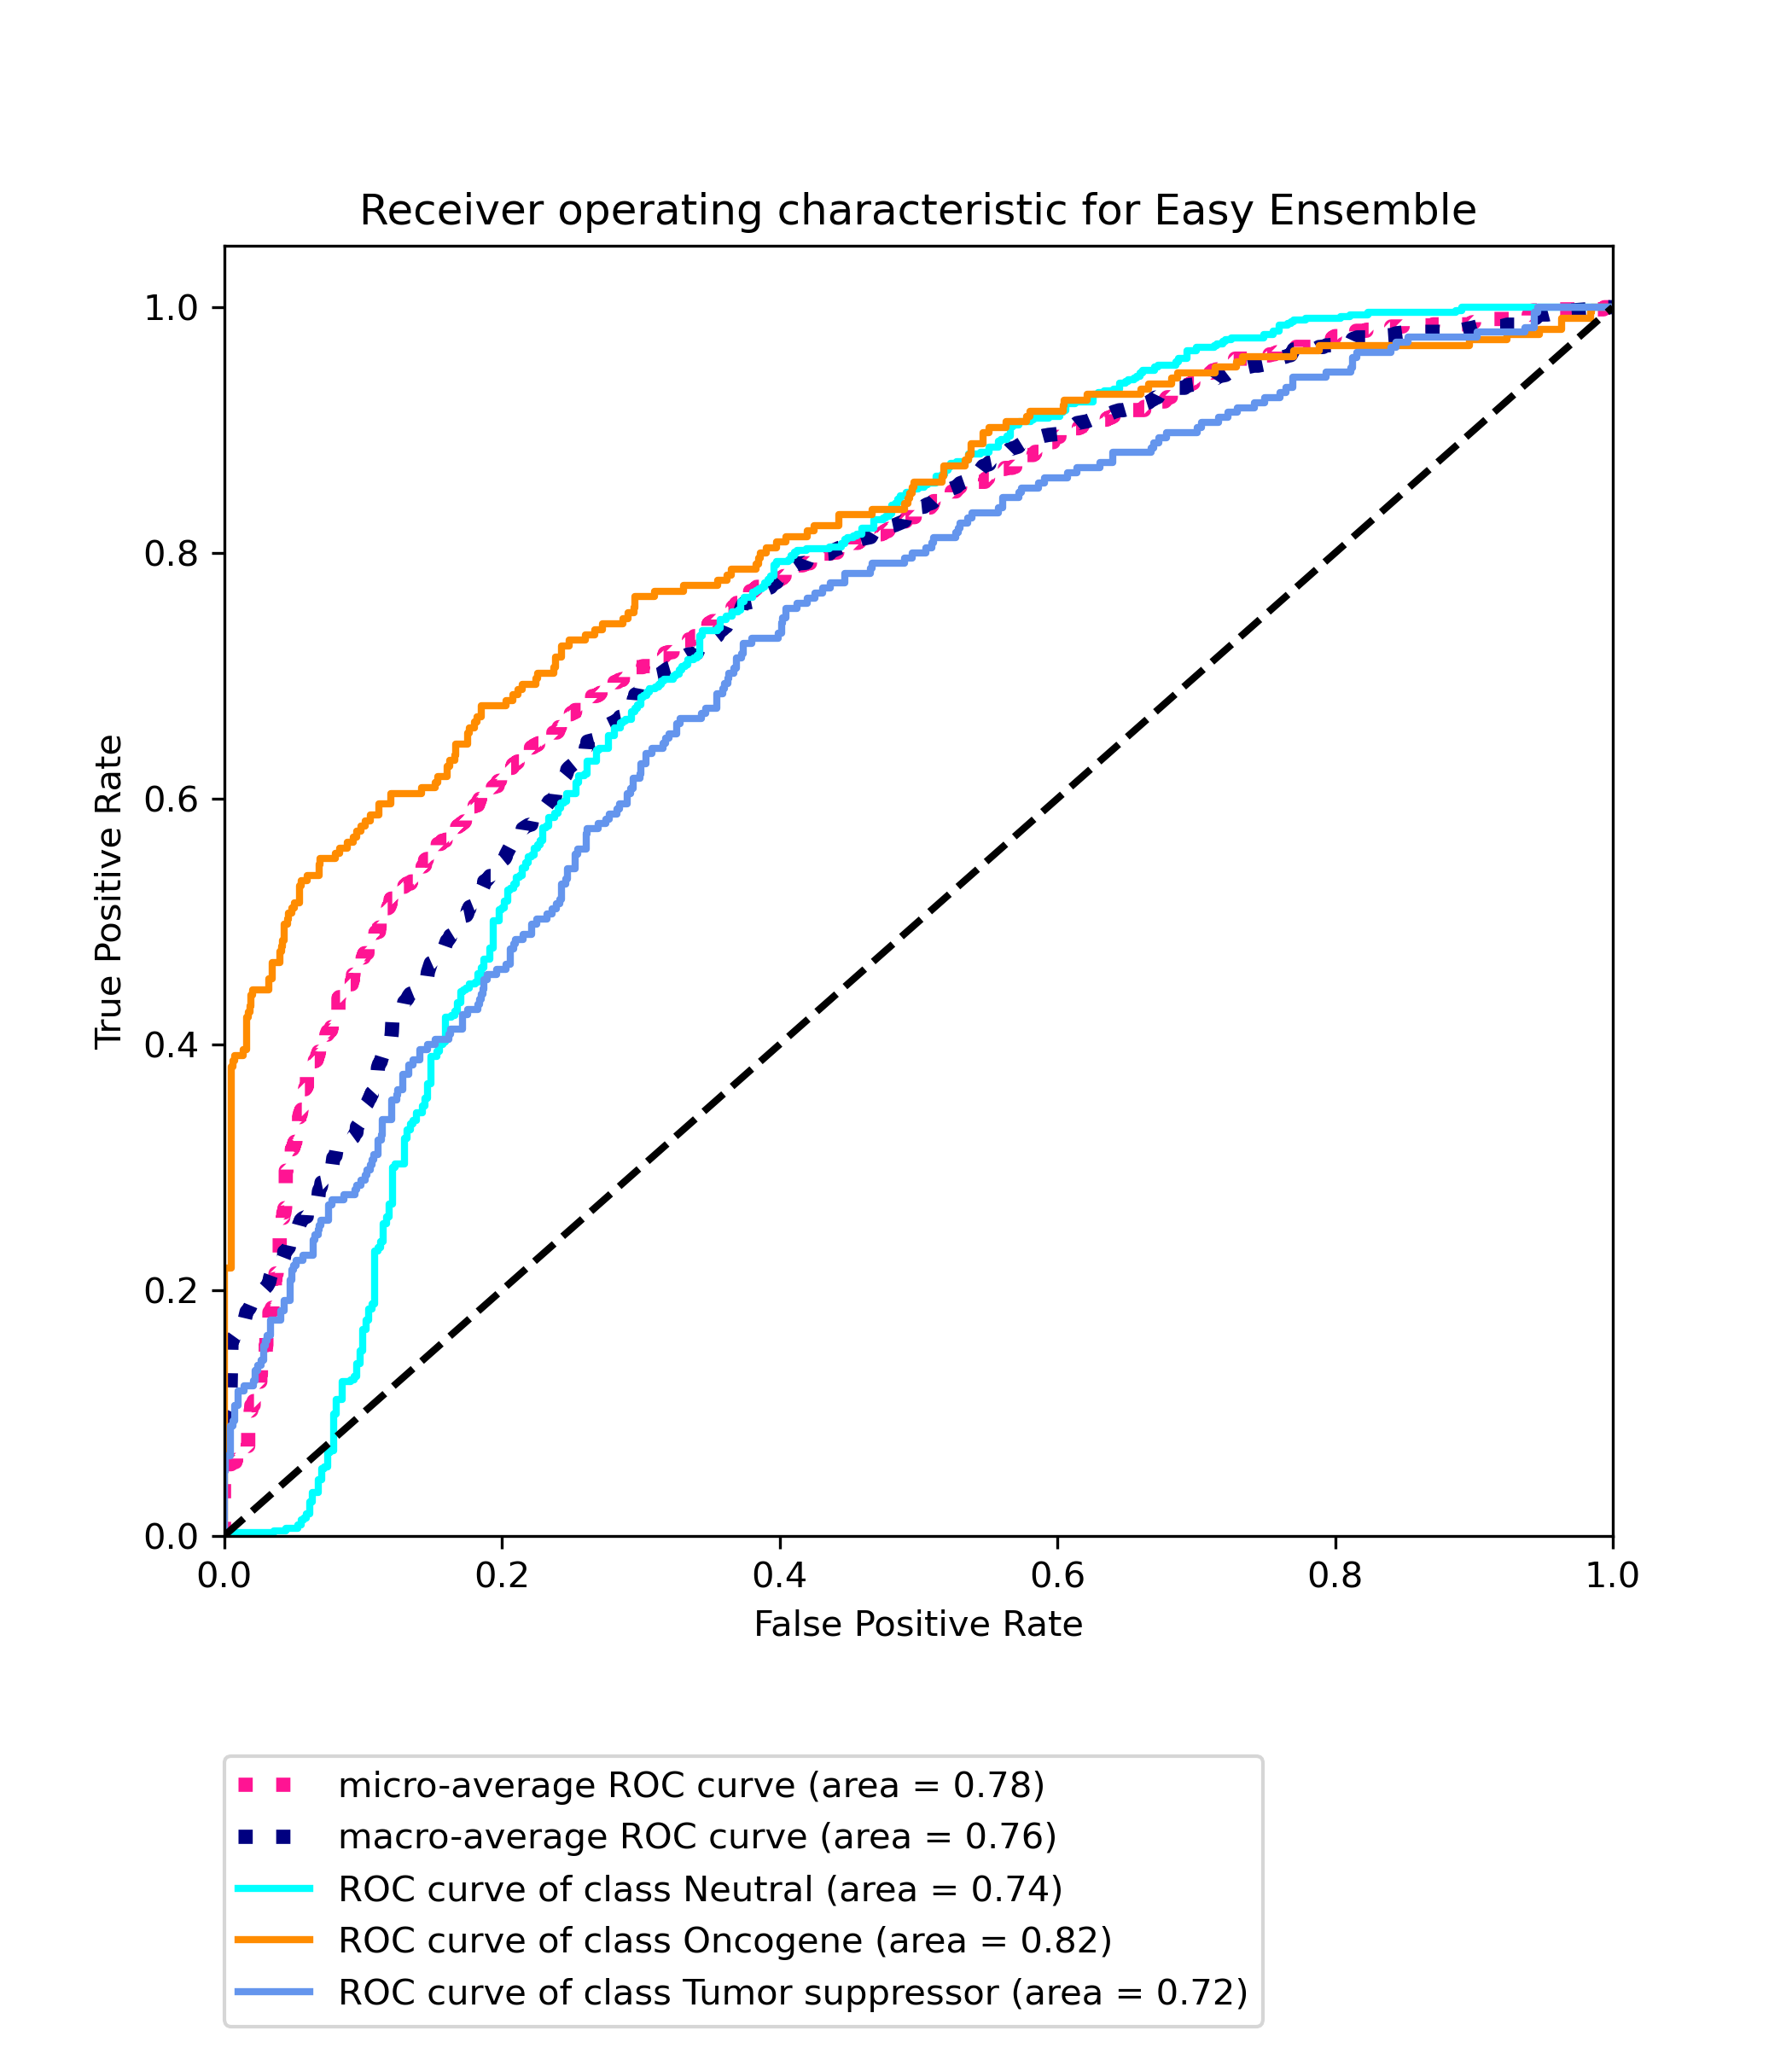 Receiver operating characteristic for Easy Ensemble
1.0
0.8
0.6
0.4
0.2
0.0
True Positive Rate
0.0 0.2 0.4 0.6 0.8 1.0
False Positive Rate
micro-average ROC curve (area = 0.78)
macro-average ROC curve (area = 0.76)
ROC curve of class Neutral (area = 0.74)
ROC curve of class Oncogene (area = 0.82)
ROC curve of class Tumor suppressor (area = 0.72)